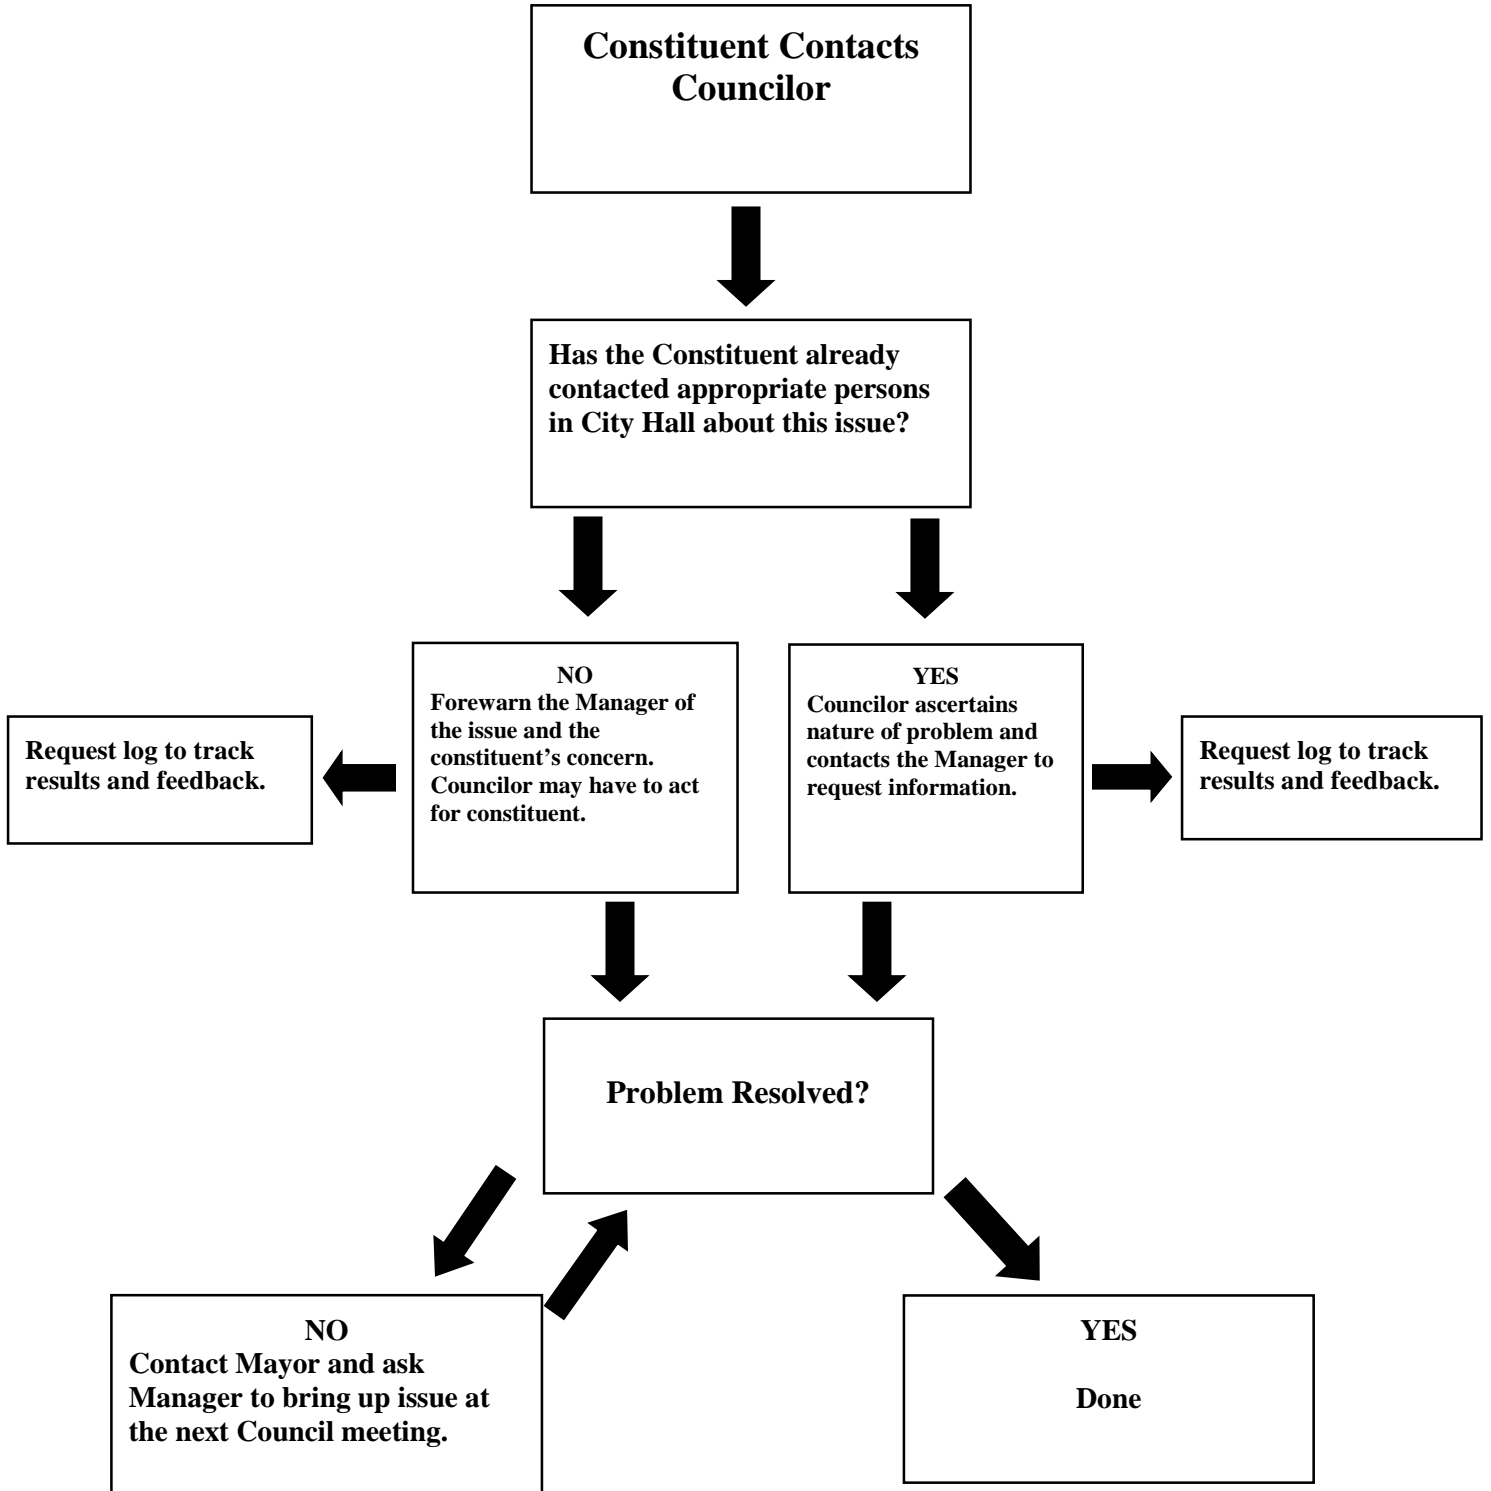 Constituent Contacts
Councilor
Has the Constituent already
contacted appropriate persons
in City Hall about this issue?
NO
Forewarn the Manager of
the issue and the
constituent's concern.
Councilor may have to act
for constituent.
YES
Councilor ascertains
nature of problem and
contacts the Manager to
request information.
Request log to track
results and feedback.
Request log to track
results and feedback.
Problem Resolved?
NO
Contact Mayor and ask
Manager to bring up issue at
the next Council meeting.
YES
Done